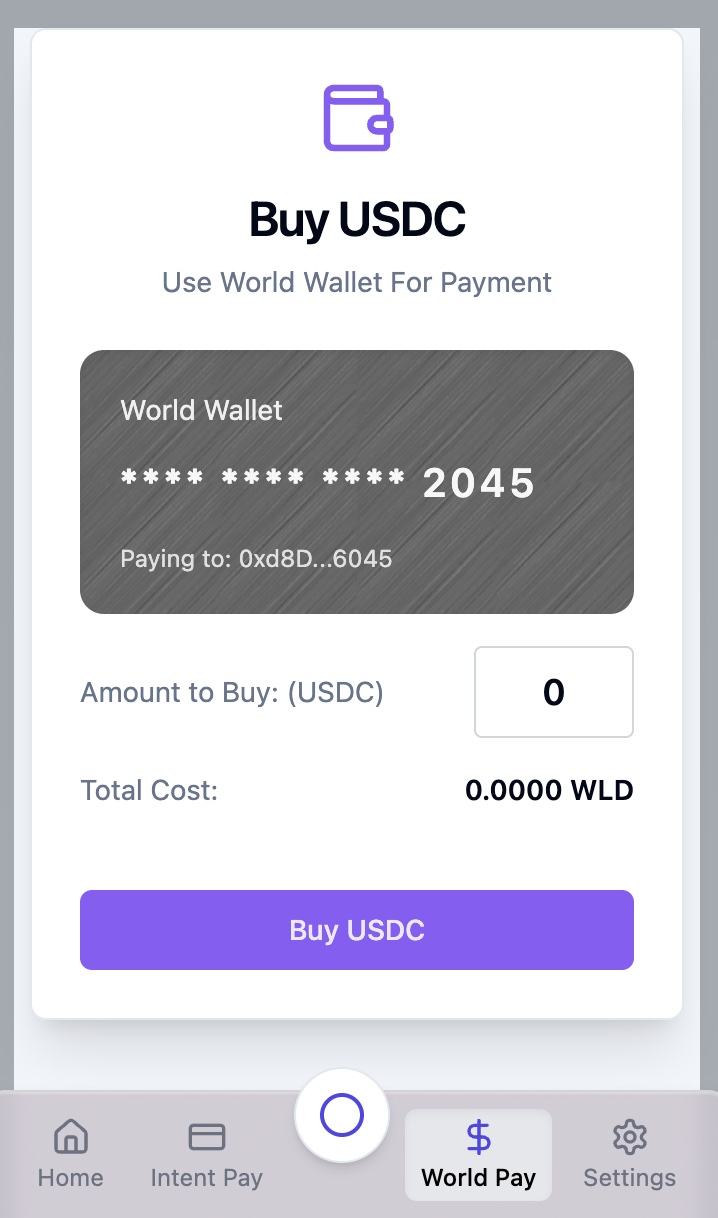 Buy USDC
Use World Wallet For Payment
World Wallet
**** **** **** 2045
Paying to: 0xd8D...6045
Amount to Buy: (USDC) 0
Total Cost: 0.0000 WLD
Buy USDC
Home Intent Pay World Pay Settings